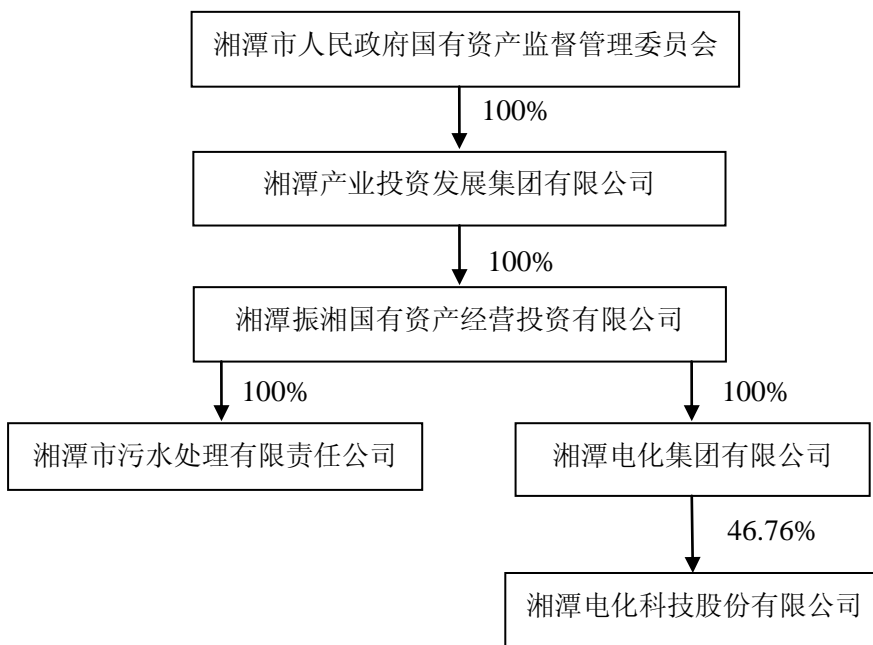 湘潭市人民政府国有资产监督管理委员会
100%
湘潭产业投资发展集团有限公司
100%
湘潭振湘国有资产经营投资有限公司
100%
100%
湘潭市污水处理有限责任公司
湘潭电化集团有限公司
46.76%
湘潭电化科技股份有限公司